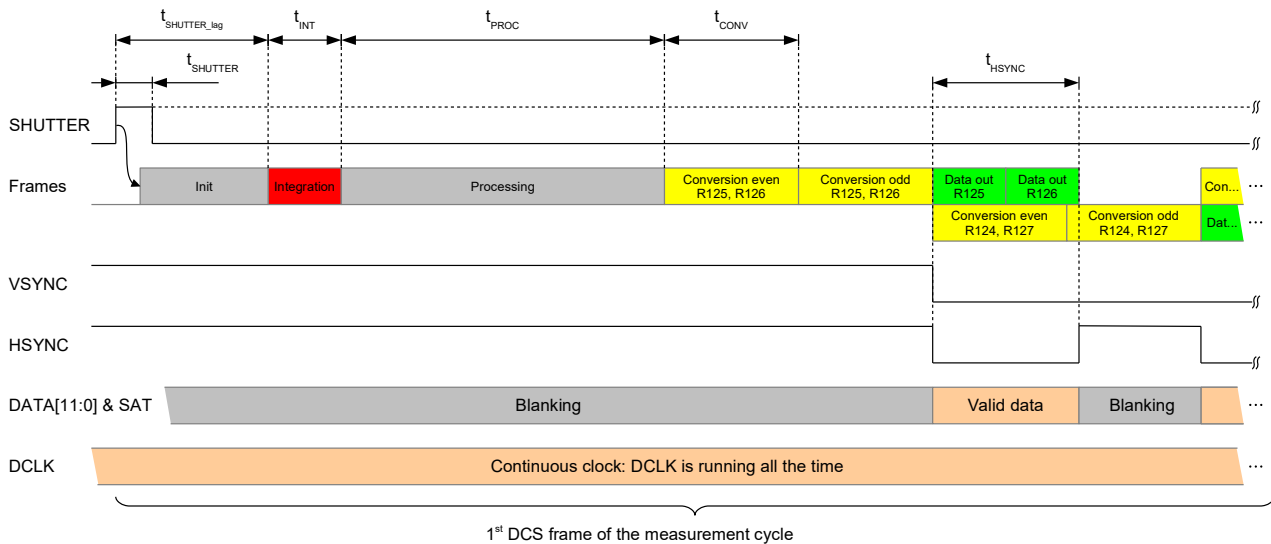 tSHUTTER_lag tINT tPROC tCONV
tSHUTTER tHSYNC
SHUTTER
Frames Init Integration Processing Conversion even R125, R126 Conversion odd R125, R126 Data out R125 Data out R126 Con... ...
Conversion even R124, R127 Conversion odd R124, R127 Dat... ...
VSYNC
HSYNC
DATA[11:0] & SAT Blanking Valid data Blanking ...
DCLK Continuous clock: DCLK is running all the time ...
1st DCS frame of the measurement cycle